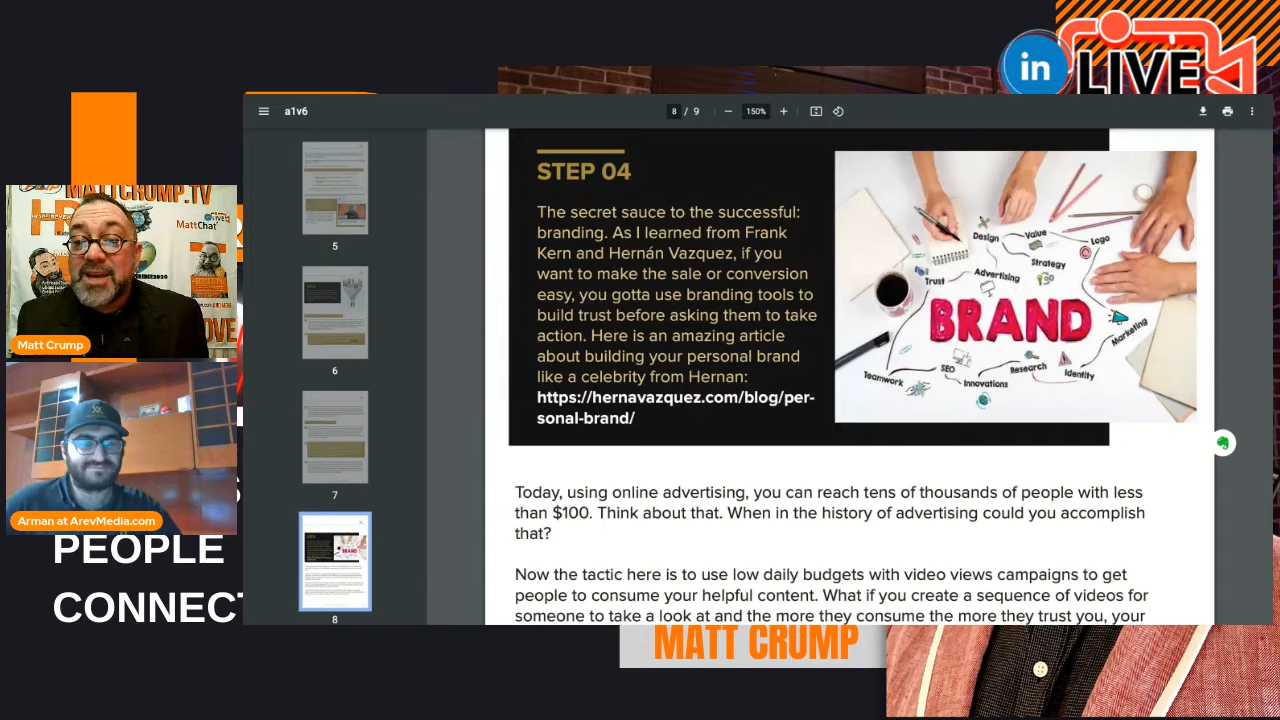 in
LIVE
a1v6
8 / 9
150%
5
6
7
8
MATTCRUMP.TV
MattChat
Matt Crump
Arman at ArevMedia.com
PEOPLE
CONNECT
STEP 04
The secret sauce to the successful:
branding. As I learned from Frank
Kern and Hernán Vazquez, if you
want to make the sale or conversion
easy, you gotta use branding tools to
build trust before asking them to take
action. Here is an amazing article
about building your personal brand
like a celebrity from Hernan:
https://hernavazquez.com/blog/per-
sonal-brand/
Design
Value
Logo
Strategy
Advertising
Trust
BRAND
Marketing
Teamwork
SEO
Innovations
Research
Identity
Today, using online advertising, you can reach tens of thousands of people with less
than $100. Think about that. When in the history of advertising could you accomplish
that?
Now the tactic here is to use low daily budgets with video views campaigns to get
people to consume your helpful content. What if you create a sequence of videos for
someone to take a look at and the more they consume the more they trust you, your
MATT CRUMP